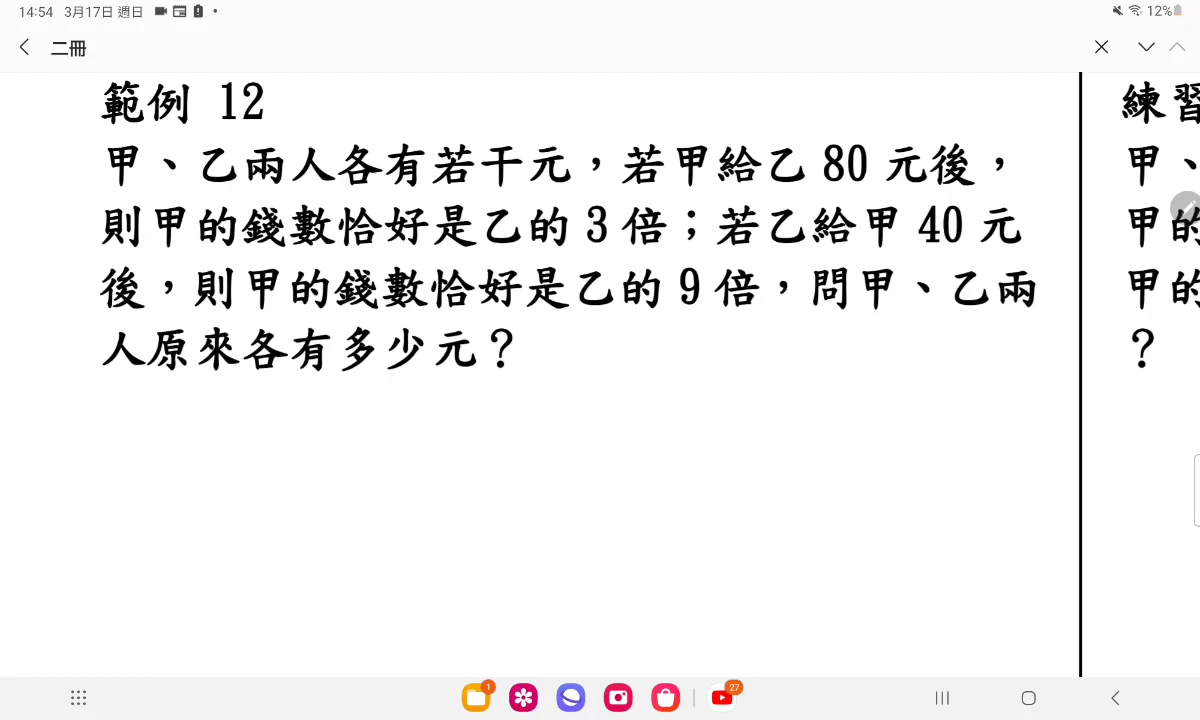 14:54 3月17日 週日
12%
二冊
範例 12
甲、乙兩人各有若干元，若甲給乙 80 元後，
則甲的錢數恰好是乙的 3 倍；若乙給甲 40 元
後，則甲的錢數恰好是乙的 9 倍，問甲、乙兩
人原來各有多少元？
練習
甲、
甲的
甲的
？
1
27